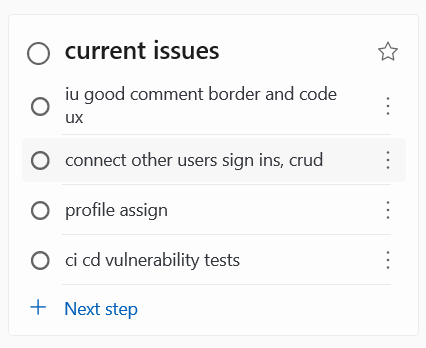 current issues
iu good comment border and code
ux
connect other users sign ins, crud
profile assign
ci cd vulnerability tests
Next step